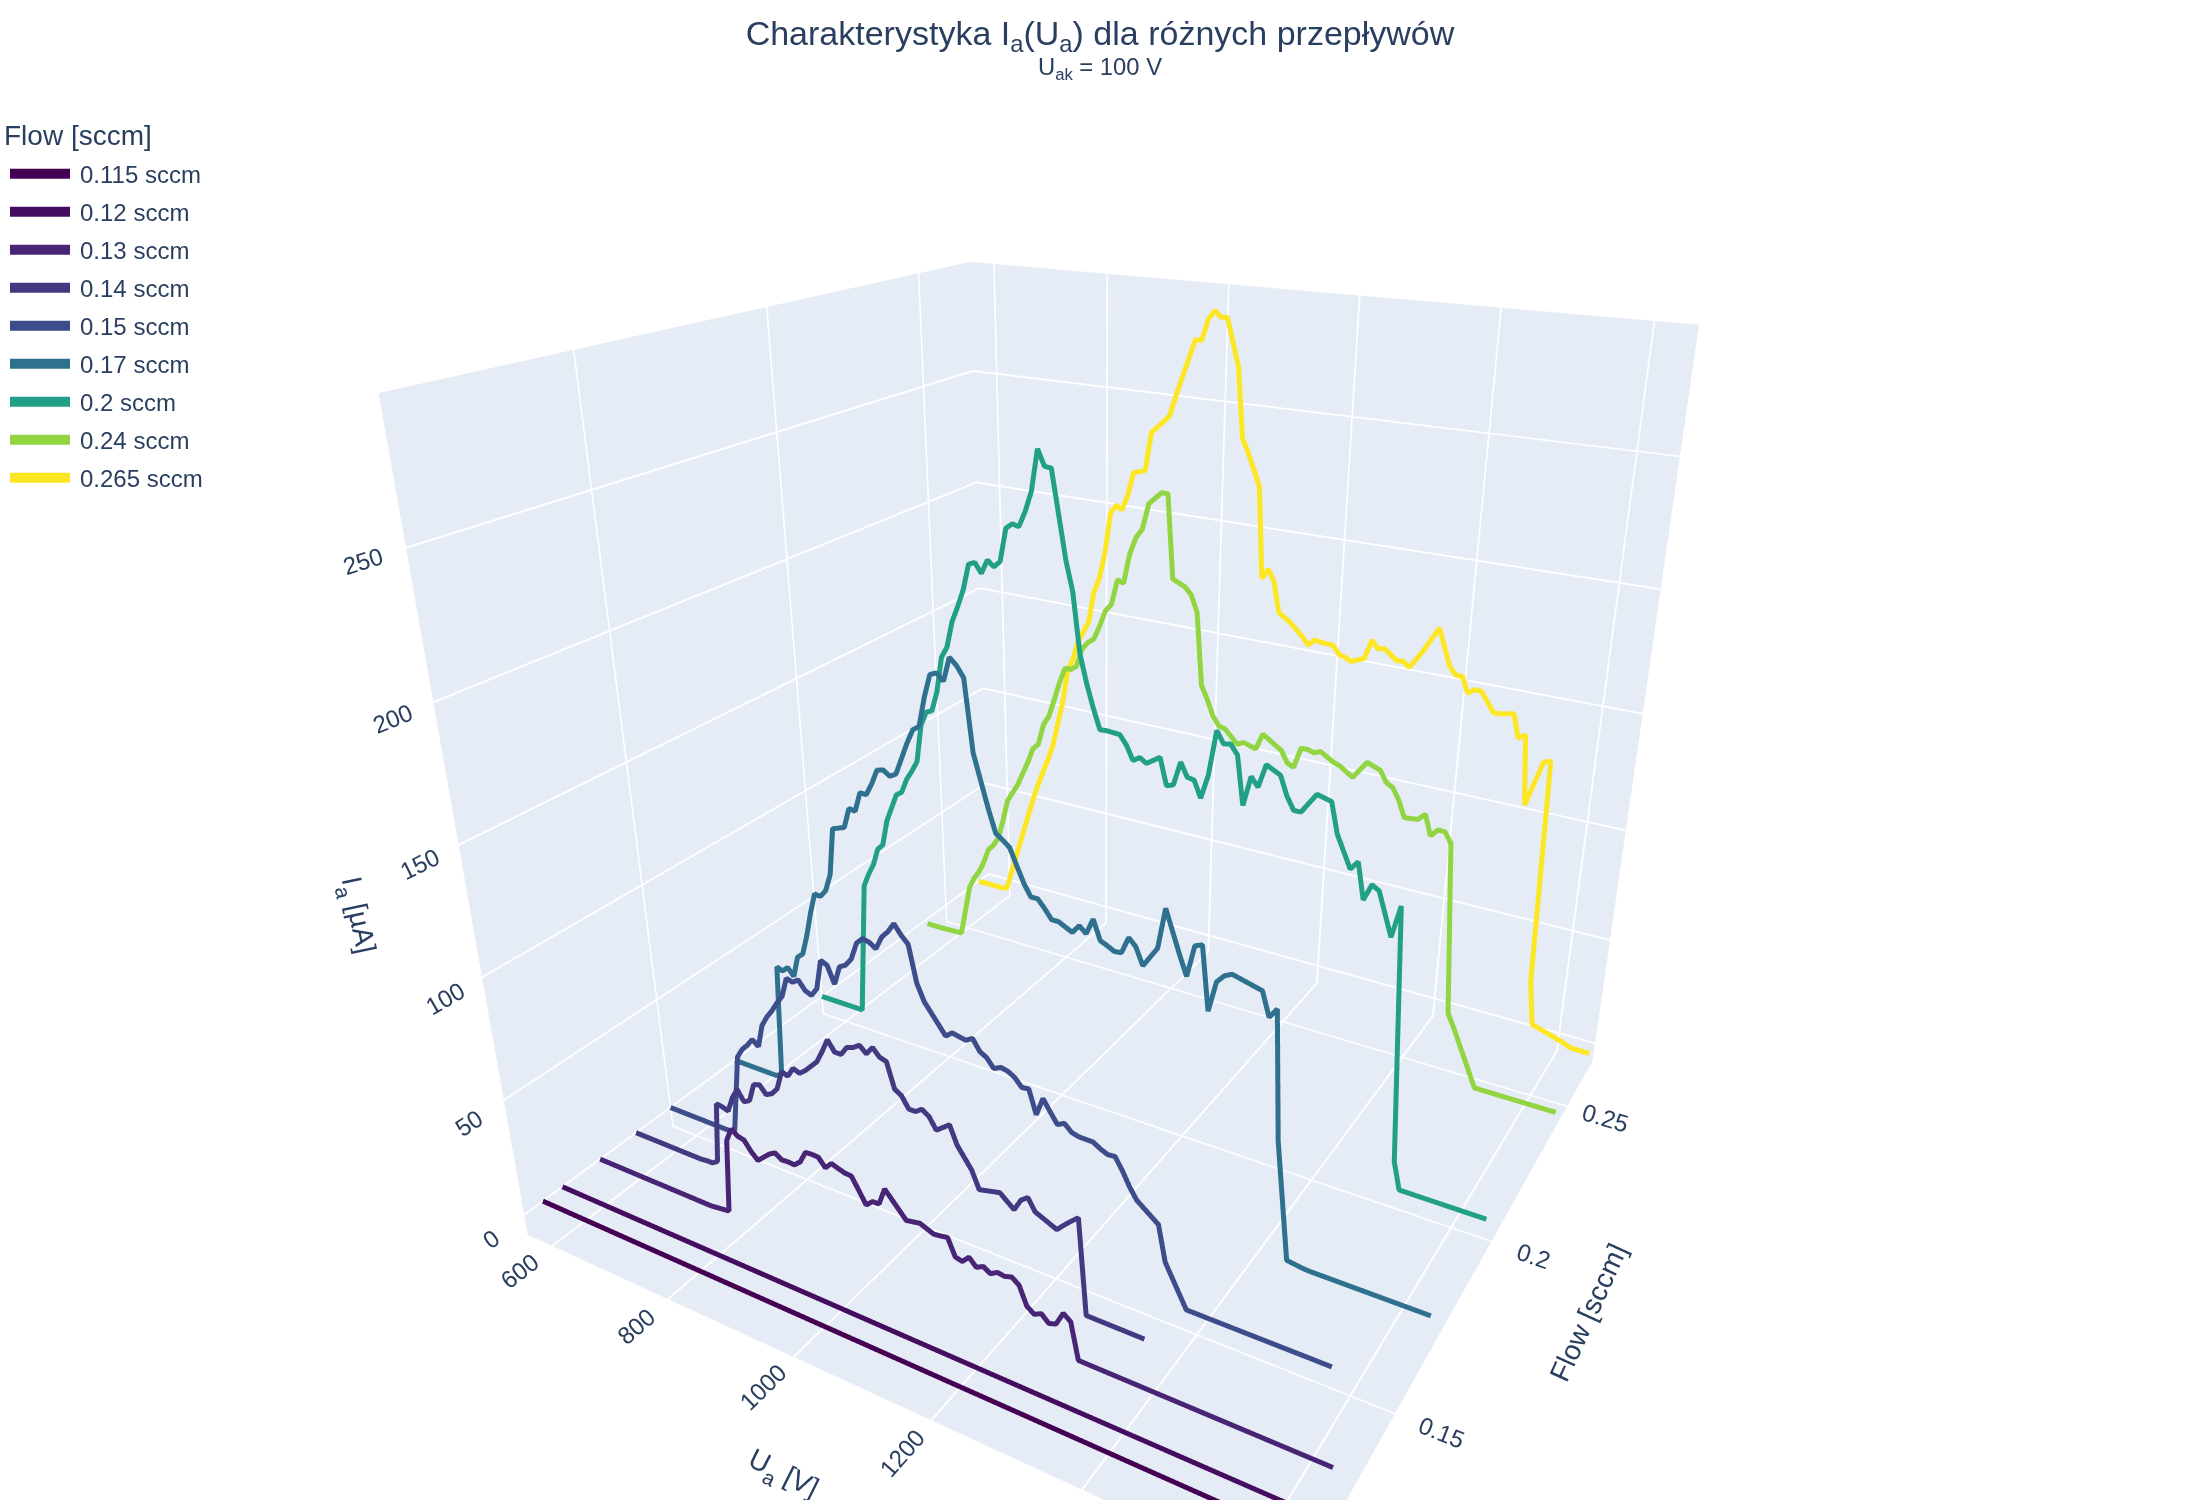 Charakterystyka Ia(Ua) dla różnych przepływów
Uak = 100 V
Flow [sccm]
0.115 sccm
0.12 sccm
0.13 sccm
0.14 sccm
0.15 sccm
0.17 sccm
0.2 sccm
0.24 sccm
0.265 sccm
250
200
150
100
50
0
Ia [μA]
600
800
1000
1200
Ua [V]
0.25
0.2
0.15
Flow [sccm]